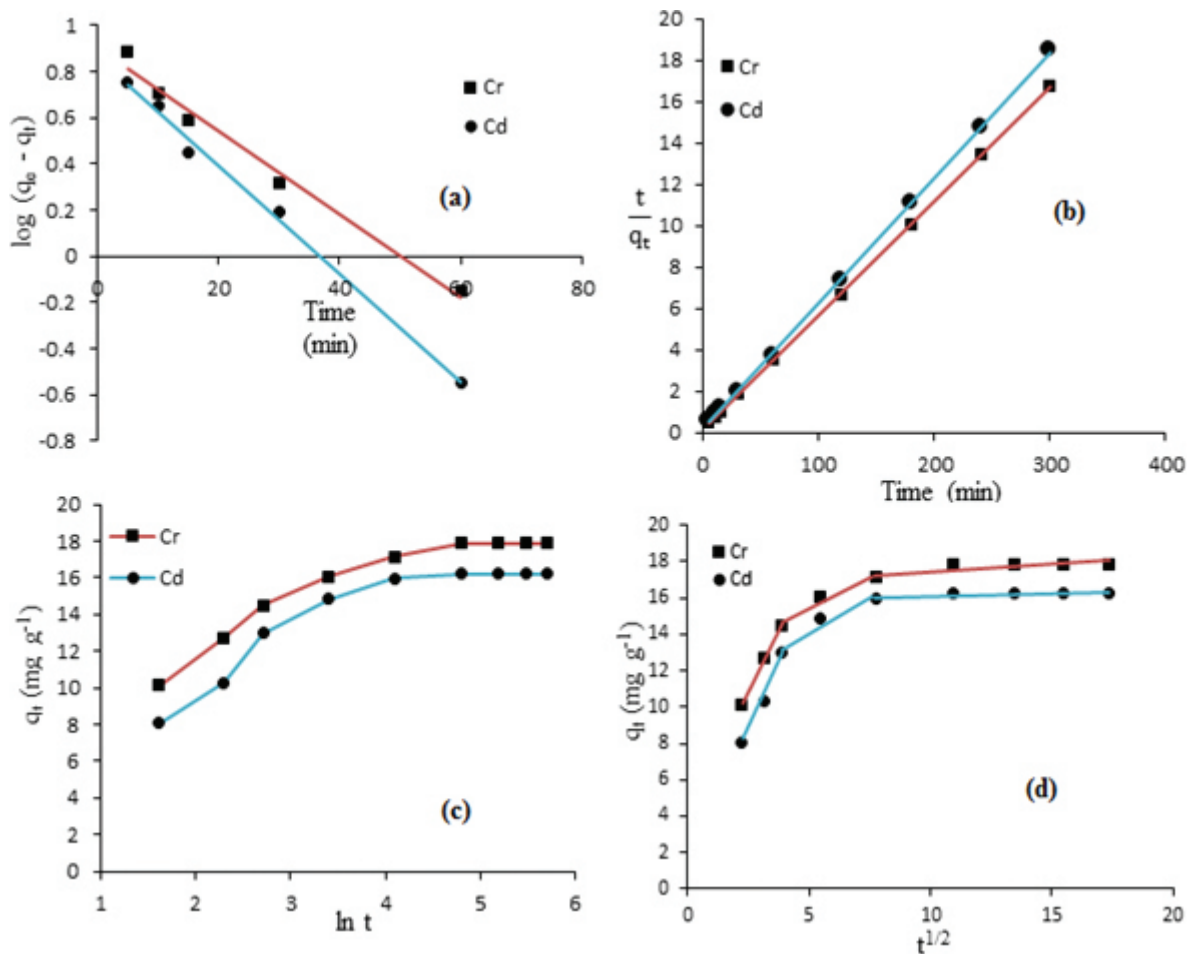 1
0.8
0.6
0.4
0.2
0
-0.2
-0.4
-0.6
-0.8
log (qe - qt)
0 20 40 60 80
Time
(min)
Cr
Cd
(a)
18
16
14
12
10
8
6
4
2
0
t
qt
0 100 200 300 400
Time (min)
Cr
Cd
(b)
20
18
16
14
12
10
8
6
4
2
0
qt (mg g-1)
1 2 3 4 5 6
ln t
Cr
Cd
(c)
20
18
16
14
12
10
8
6
4
2
0
qt (mg g-1)
0 5 10 15 20
t1/2
Cr
Cd
(d)